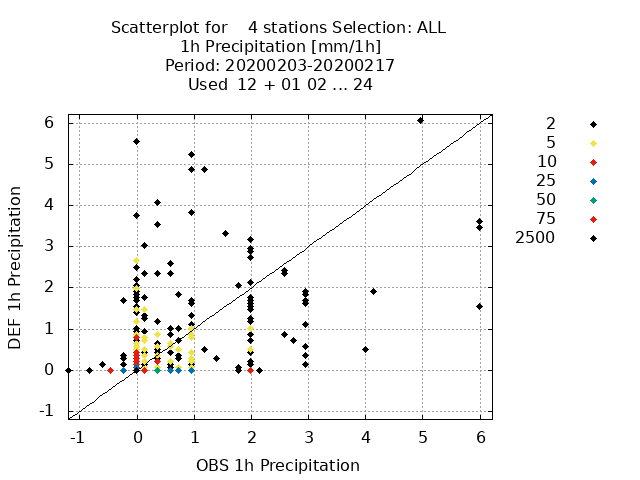 Scatterplot for 4 stations Selection: ALL
1h Precipitation [mm/1h]
Period: 20200203-20200217
Used 12 + 01 02 ... 24
2
5
10
25
50
75
2500
DEF 1h Precipitation
6
5
4
3
2
1
0
-1
-1 0 1 2 3 4 5 6
OBS 1h Precipitation